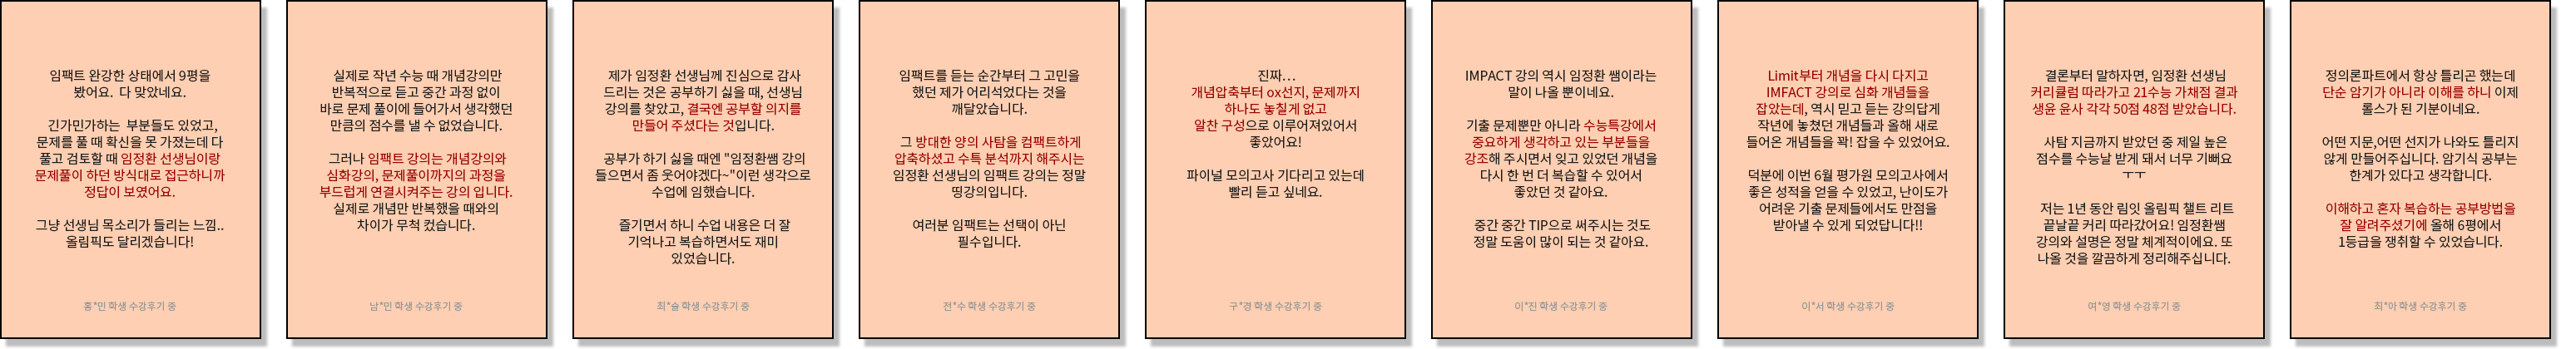 임팩트 완강한 상태에서 9평을
봤어요. 다 맞았네요.
긴가민가하는 부분들도 있었고,
문제를 풀 때 확신을 못 가졌는데 다
풀고 검토할 때 임정환 선생님이랑
문제풀이 하던 방식대로 접근하니까
정답이 보였어요.
그냥 선생님 목소리가 들리는 느낌..
올림픽도 달리겠습니다!
홍*민 학생 수강후기 중
실제로 작년 수능 때 개념강의만
반복적으로 듣고 중간 과정 없이
바로 문제 풀이에 들어가서 생각했던
만큼의 점수를 낼 수 없었습니다.
그러나 임팩트 강의는 개념강의와
심화강의, 문제풀이까지의 과정을
부드럽게 연결시켜주는 강의 입니다.
실제로 개념만 반복했을 때와의
차이가 무척 컸습니다.
남*민 학생 수강후기 중
제가 임정환 선생님께 진심으로 감사
드리는 것은 공부하기 싫을 때, 선생님
강의를 찾았고, 결국엔 공부할 의지를
만들어 주셨다는 것입니다.
공부가 하기 싫을 때엔 "임정환쌤 강의
들으면서 좀 웃어야겠다~"이런 생각으로
수업에 임했습니다.
즐기면서 하니 수업 내용은 더 잘
기억나고 복습하면서도 재미
있었습니다.
최*슬 학생 수강후기 중
임팩트를 듣는 순간부터 그 고민을
했던 제가 어리석었다는 것을
깨달았습니다.
그 방대한 양의 사탐을 컴팩트하게
압축하셨고 수특 분석까지 해주시는
임정환 선생님의 임팩트 강의는 정말
띵강의입니다.
여러분 임팩트는 선택이 아닌
필수입니다.
전*수 학생 수강후기 중
진짜…
개념압축부터 ox선지, 문제까지
하나도 놓칠게 없고
알찬 구성으로 이루어져있어서
좋았어요!
파이널 모의고사 기다리고 있는데
빨리 듣고 싶네요.
구*경 학생 수강후기 중
IMPACT 강의 역시 임정환 쌤이라는
말이 나올 뿐이네요.
기출 문제뿐만 아니라 수능특강에서
중요하게 생각하고 있는 부분들을
강조해 주시면서 잊고 있었던 개념을
다시 한 번 더 복습할 수 있어서
좋았던 것 같아요.
중간 중간 TIP으로 써주시는 것도
정말 도움이 많이 되는 것 같아요.
이*진 학생 수강후기 중
Limit부터 개념을 다시 다지고
IMFACT 강의로 심화 개념들을
잡았는데, 역시 믿고 듣는 강의답게
작년에 놓쳤던 개념들과 올해 새로
들어온 개념들을 꽉! 잡을 수 있었어요.
덕분에 이번 6월 평가원 모의고사에서
좋은 성적을 얻을 수 있었고, 난이도가
어려운 기출 문제들에서도 만점을
받아낼 수 있게 되었답니다!!
이*서 학생 수강후기 중
결론부터 말하자면, 임정환 선생님
커리큘럼 따라가고 21수능 가채점 결과
생윤 윤사 각각 50점 48점 받았습니다.
사탐 지금까지 받았던 중 제일 높은
점수를 수능날 받게 돼서 너무 기뻐요
ㅜㅜ
저는 1년 동안 림잇 올림픽 챌트 리트
끝날끝 커리 따라갔어요! 임정환쌤
강의와 설명은 정말 체계적이에요. 또
나올 것을 깔끔하게 정리해주십니다.
여*영 학생 수강후기 중
정의론파트에서 항상 틀리곤 했는데
단순 암기가 아니라 이해를 하니 이제
롤스가 된 기분이네요.
어떤 지문,어떤 선지가 나와도 틀리지
않게 만들어주십니다. 암기식 공부는
한계가 있다고 생각합니다.
이해하고 혼자 복습하는 공부방법을
잘 알려주셨기에 올해 6평에서
1등급을 쟁취할 수 있었습니다.
최*아 학생 수강후기 중